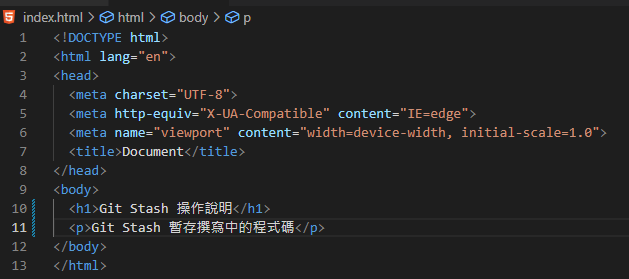 index.html > html > body > p
1 <!DOCTYPE html>
2 <html lang="en">
3 <head>
4 <meta charset="UTF-8">
5 <meta http-equiv="X-UA-Compatible" content="IE=edge">
6 <meta name="viewport" content="width=device-width, initial-scale=1.0">
7 <title>Document</title>
8 </head>
9 <body>
10 <h1>Git Stash 操作說明</h1>
11 <p>Git Stash 暫存撰寫中的程式碼</p>
12 </body>
13 </html>